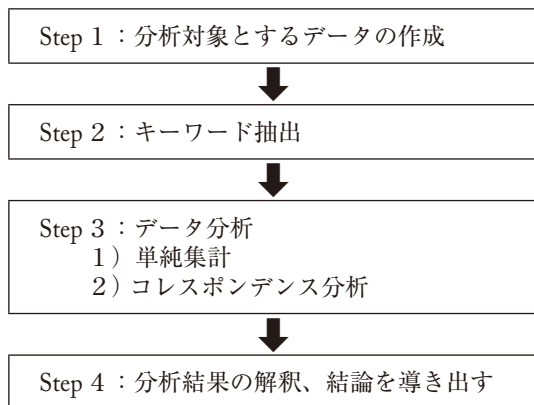 Step 1：分析対象とするデータの作成
Step 2：キーワード抽出
Step 3：データ分析
1）単純集計
2）コレスポンデンス分析
Step 4：分析結果の解釈、結論を導き出す